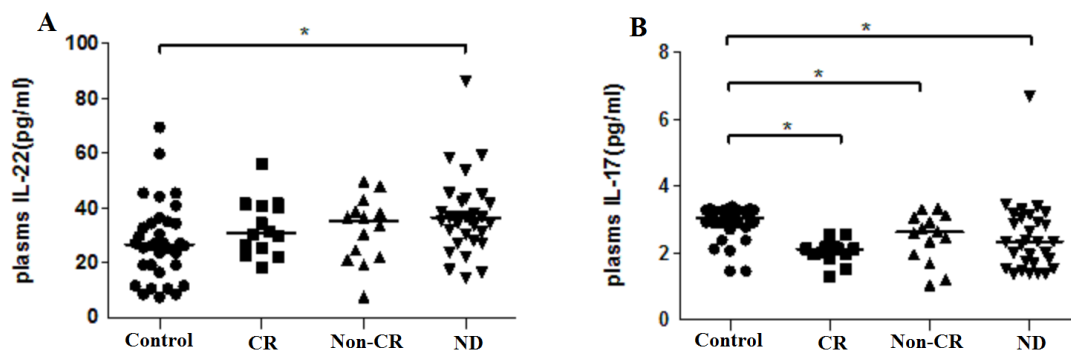 A
plasms IL-22(pg/ml)
100
80
60
40
20
0
*
Control CR Non-CR ND
B
plasms IL-17(pg/ml)
8
6
4
2
0
*
*
*
Control CR Non-CR ND